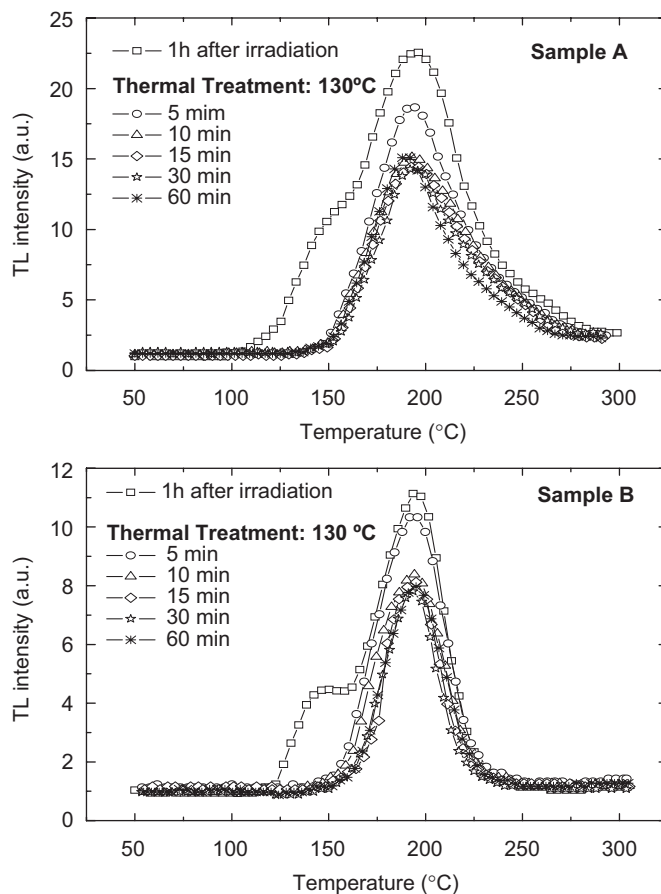 25
20
15
10
5
0
TL intensity (a.u.)
1h after irradiation
Sample A
Thermal Treatment: 130ºC
5 mim
10 min
15 min
30 min
60 min
50 100 150 200 250 300
Temperature (°C)
12
10
8
6
4
2
0
TL intensity (a.u.)
1h after irradiation
Sample B
Thermal Treatment: 130 ºC
5 min
10 min
15 min
30 min
60 min
50 100 150 200 250 300
Temperature (°C)